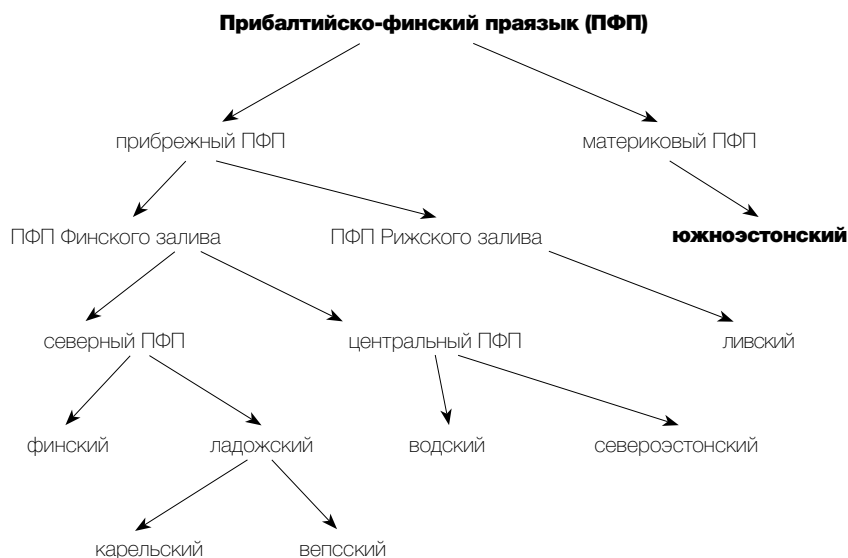 Прибалтийско-финский праязык (ПФП)
прибрежный ПФП материковый ПФП
ПФП Финского залива ПФП Рижского залива южноэстонский
северный ПФП центральный ПФП ливский
финский ладожский водский североэстонский
карельский вепсский